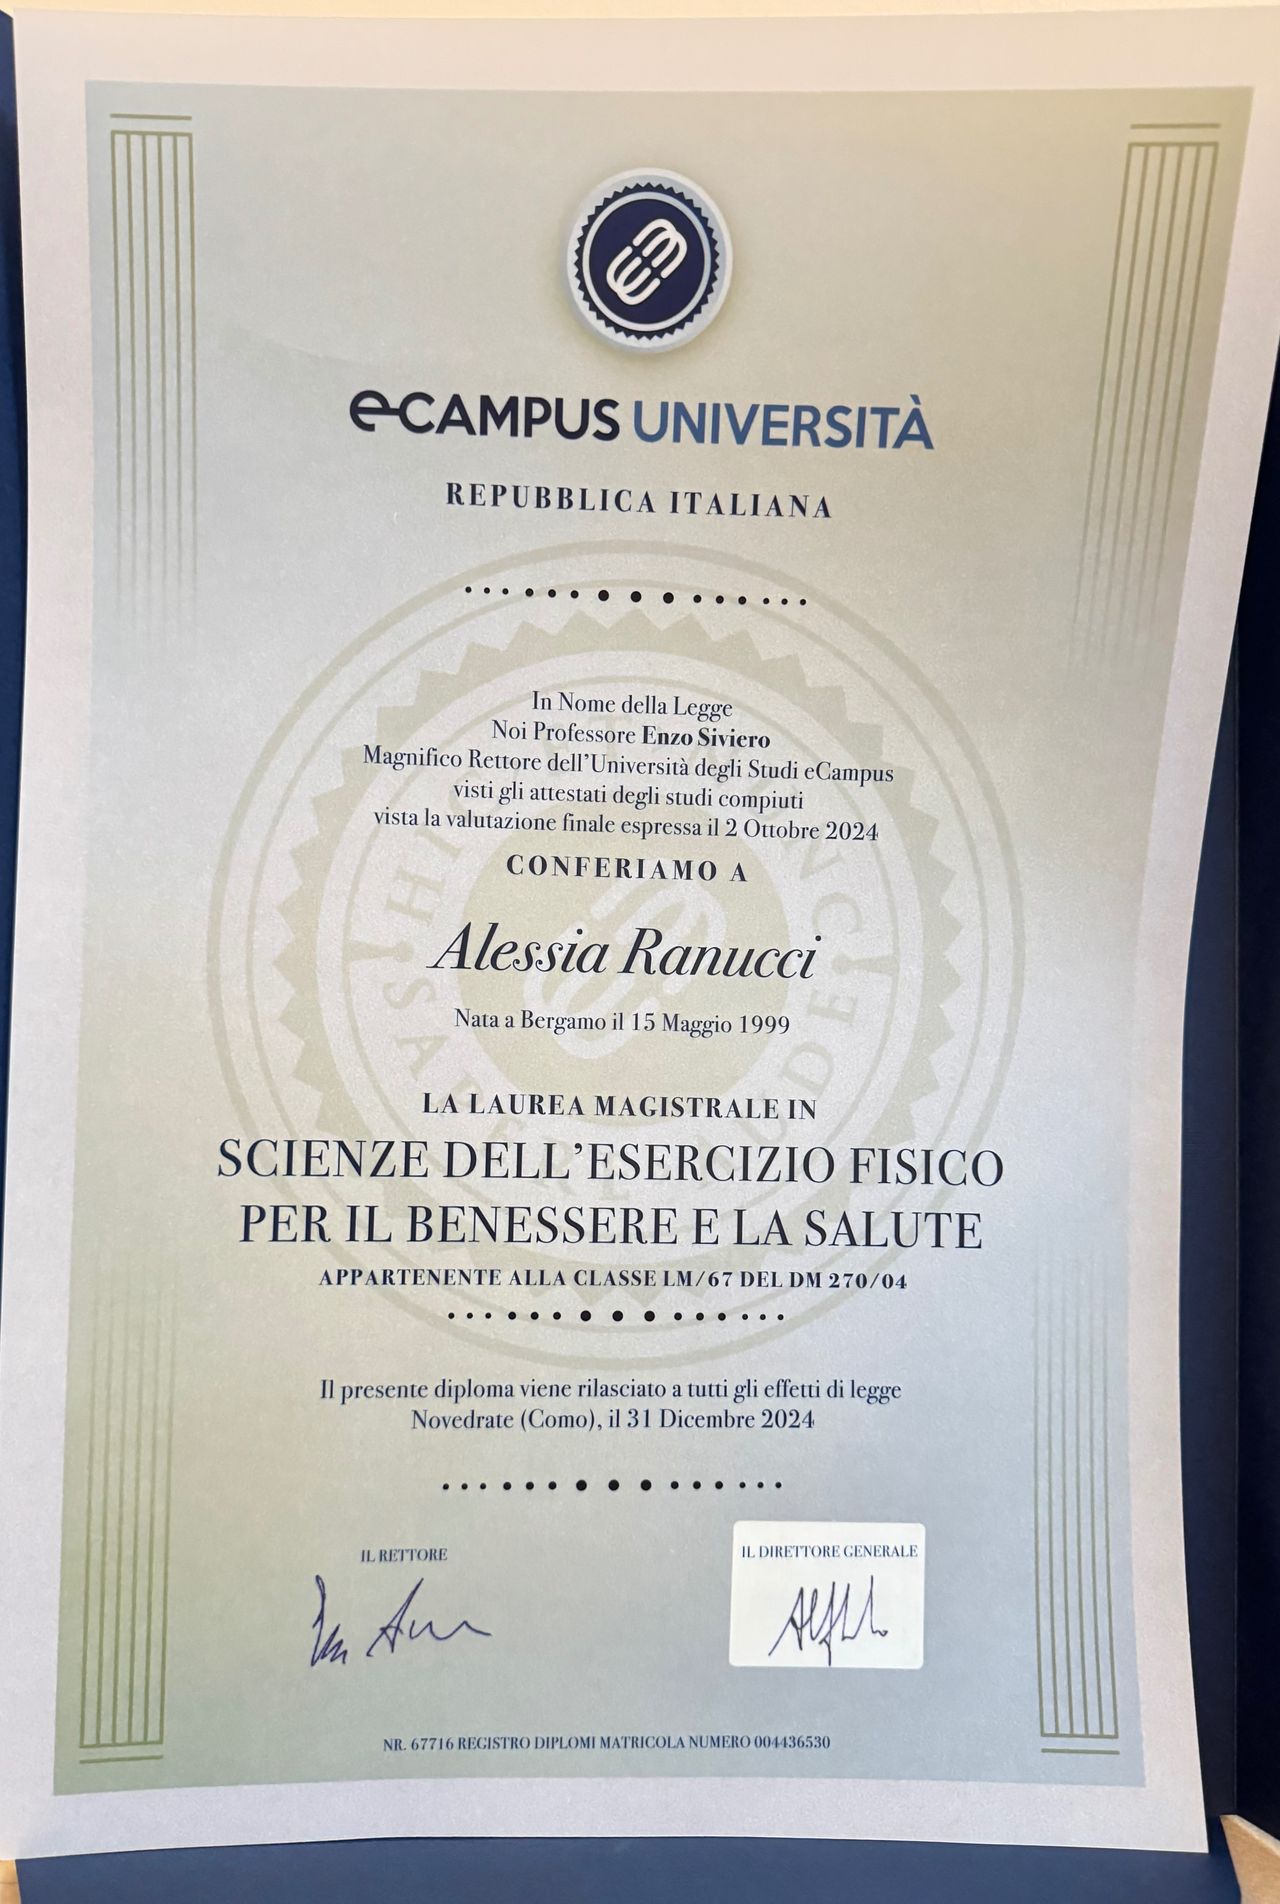 e-CAMPUS UNIVERSITÀ
REPUBBLICA ITALIANA
In Nome della Legge
Noi Professore Enzo Siviero
Magnifico Rettore dell'Università degli Studi eCampus
visti gli attestati degli studi compiuti
vista la valutazione finale espressa il 2 Ottobre 2024
CONFERIAMO A
Alessia Ranucci
Nata a Bergamo il 15 Maggio 1999
LA LAUREA MAGISTRALE IN
SCIENZE DELL'ESERCIZIO FISICO
PER IL BENESSERE E LA SALUTE
APPARTENENTE ALLA CLASSE LM/67 DEL DM 270/04
Il presente diploma viene rilasciato a tutti gli effetti di legge
Novedrate (Como), il 31 Dicembre 2024
IL RETTORE
IL DIRETTORE GENERALE
NR. 67716 REGISTRO DIPLOMI MATRICOLA NUMERO 004436530